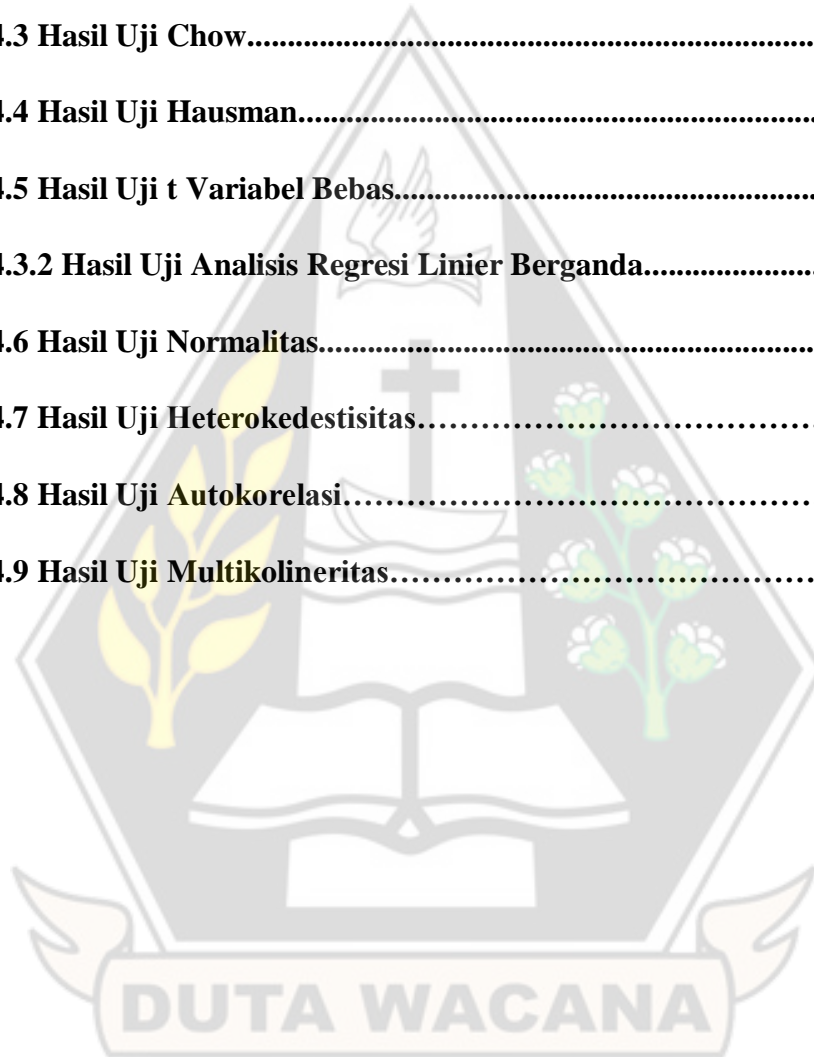 4.3 Hasil Uji Chow........................................................................
4.4 Hasil Uji Hausman.................................................................
4.5 Hasil Uji t Variabel Bebas.....................................................
4.3.2 Hasil Uji Analisis Regresi Linier Berganda.....................
4.6 Hasil Uji Normalitas..............................................................
4.7 Hasil Uji Heterokedestisitas……………………………….
4.8 Hasil Uji Autokorelasi……………………………………
4.9 Hasil Uji Multikolineritas………………………………….
DUTA WACANA